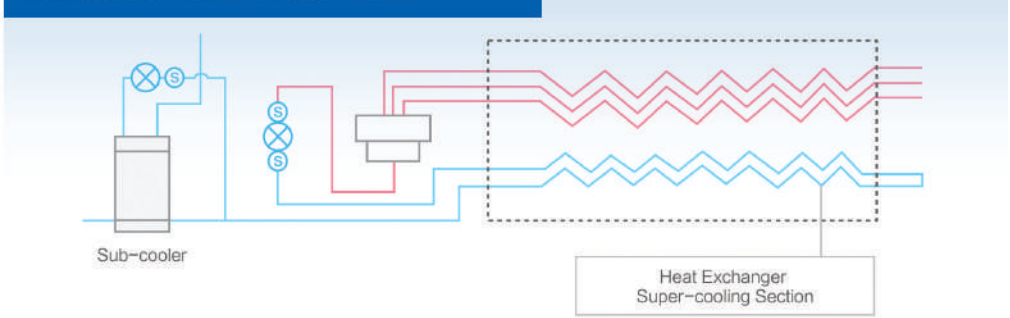 S
S
S
Sub-cooler
Heat Exchanger
Super-cooling Section